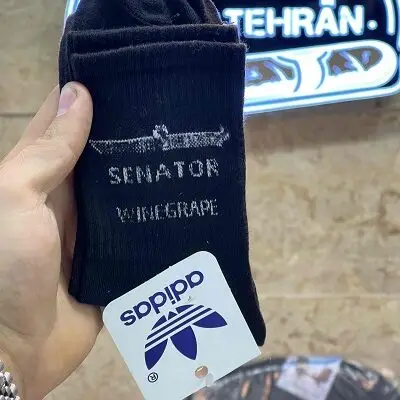 TEHRAN.
SENATOR
WINEGRAPE
adidas
®